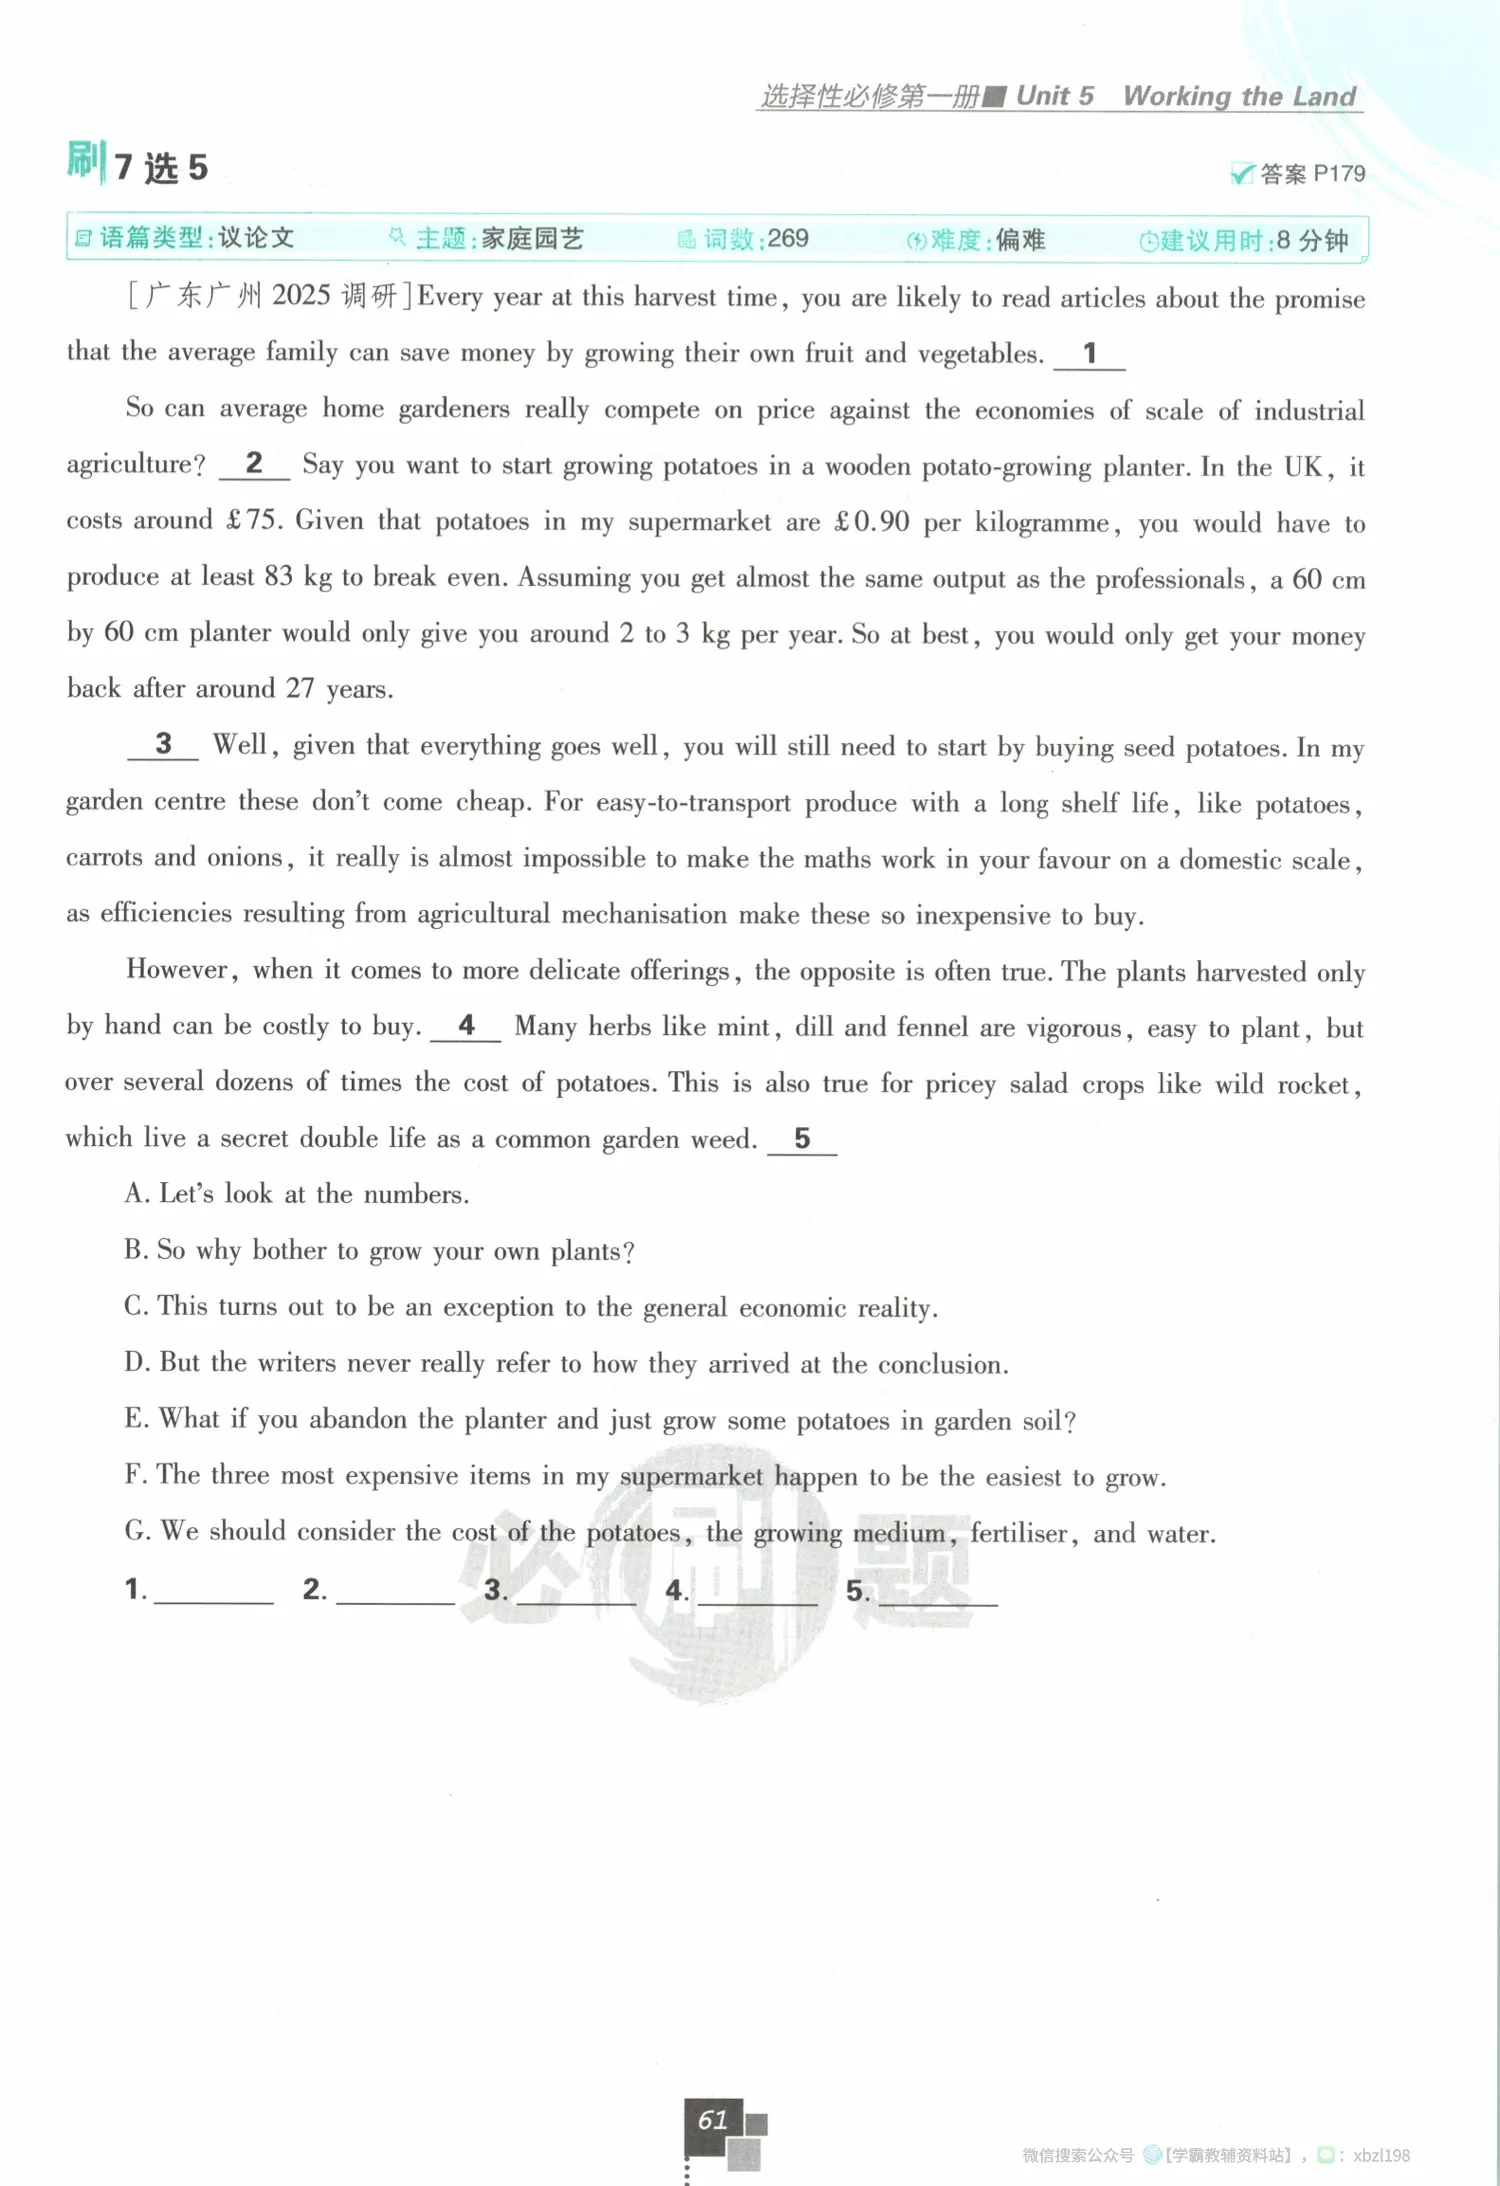 选择性必修第一册■ Unit 5 Working the Land
刷 7 选 5
答案 P179
语篇类型:议论文 主题:家庭园艺 词数:269 难度:偏难 建议用时:8 分钟
[广东广州 2025 调研]Every year at this harvest time, you are likely to read articles about the promise
that the average family can save money by growing their own fruit and vegetables. 1
So can average home gardeners really compete on price against the economies of scale of industrial
agriculture? 2 Say you want to start growing potatoes in a wooden potato-growing planter. In the UK, it
costs around £75. Given that potatoes in my supermarket are £0.90 per kilogramme, you would have to
produce at least 83 kg to break even. Assuming you get almost the same output as the professionals, a 60 cm
by 60 cm planter would only give you around 2 to 3 kg per year. So at best, you would only get your money
back after around 27 years.
3 Well, given that everything goes well, you will still need to start by buying seed potatoes. In my
garden centre these don't come cheap. For easy-to-transport produce with a long shelf life, like potatoes,
carrots and onions, it really is almost impossible to make the maths work in your favour on a domestic scale,
as efficiencies resulting from agricultural mechanisation make these so inexpensive to buy.
However, when it comes to more delicate offerings, the opposite is often true. The plants harvested only
by hand can be costly to buy. 4 Many herbs like mint, dill and fennel are vigorous, easy to plant, but
over several dozens of times the cost of potatoes. This is also true for pricey salad crops like wild rocket,
which live a secret double life as a common garden weed. 5
A. Let's look at the numbers.
B. So why bother to grow your own plants?
C. This turns out to be an exception to the general economic reality.
D. But the writers never really refer to how they arrived at the conclusion.
E. What if you abandon the planter and just grow some potatoes in garden soil?
F. The three most expensive items in my supermarket happen to be the easiest to grow.
G. We should consider the cost of the potatoes, the growing medium, fertiliser, and water.
1. 2. 3. 4. 5.
必刷题
61
微信搜索公众号 【学霸教辅资料站】, : xbzl198